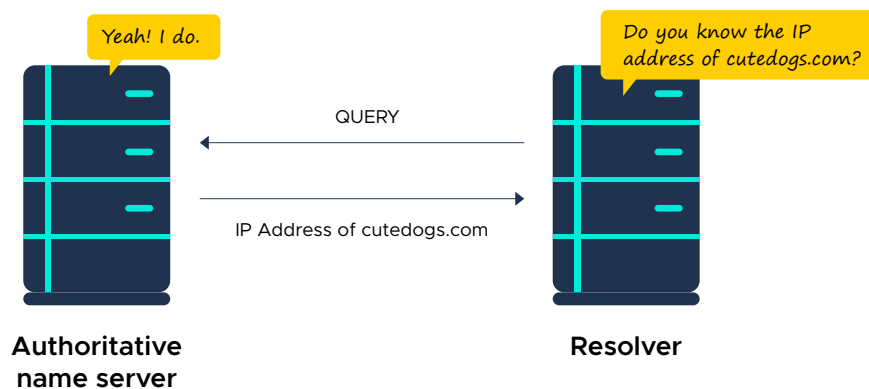 Yeah! I do.
Do you know the IP
address of cutedogs.com?
QUERY
IP Address of cutedogs.com
Authoritative
name server
Resolver